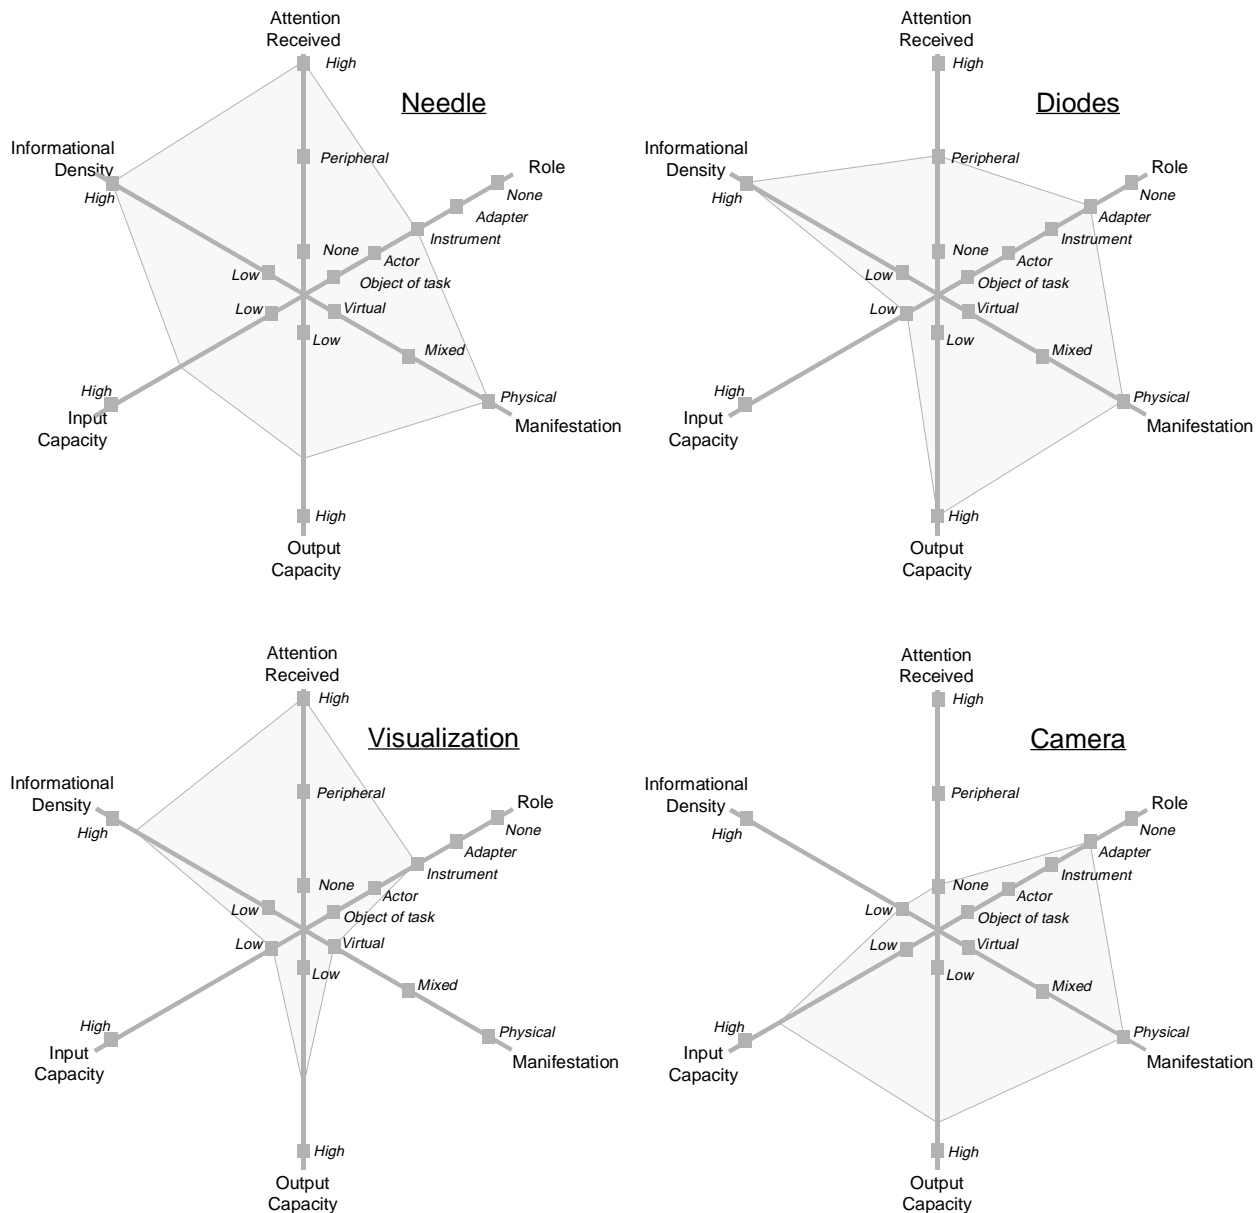 Attention
Received
High
Needle
Informational
Density
High
Peripheral
Role
None
Adapter
Instrument
None
Actor
Low
Object of task
Low
Virtual
Low
Mixed
High
Input
Capacity
Physical
Manifestation
High
Output
Capacity
Attention
Received
High
Diodes
Informational
Density
High
Peripheral
Role
None
Adapter
Instrument
None
Actor
Low
Object of task
Low
Virtual
Low
Mixed
High
Input
Capacity
Physical
Manifestation
High
Output
Capacity
Attention
Received
High
Visualization
Informational
Density
High
Peripheral
Role
None
Adapter
Instrument
None
Actor
Low
Object of task
Low
Virtual
Low
Mixed
High
Input
Capacity
Physical
Manifestation
High
Output
Capacity
Attention
Received
High
Camera
Informational
Density
High
Peripheral
Role
None
Adapter
Instrument
None
Actor
Low
Object of task
Low
Virtual
Low
Mixed
High
Input
Capacity
Physical
Manifestation
High
Output
Capacity